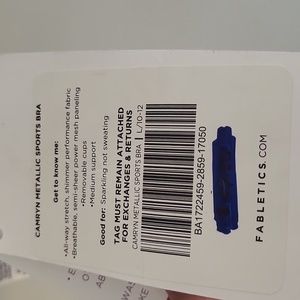 CAMRYN METALLIC SPORTS BRA
Get to know me:
•All-way stretch, shimmer performance fabric
•Breathable, semi-sheer power mesh paneling
•Removable cups
•Medium support
Good for: Sparkling not sweating
TAG MUST REMAIN ATTACHED
FOR EXCHANGES & RETURNS
CAMRYN METALLIC SPORTS BRA | L/10-12
BA1722459-2859-17050
FABLETICS.COM